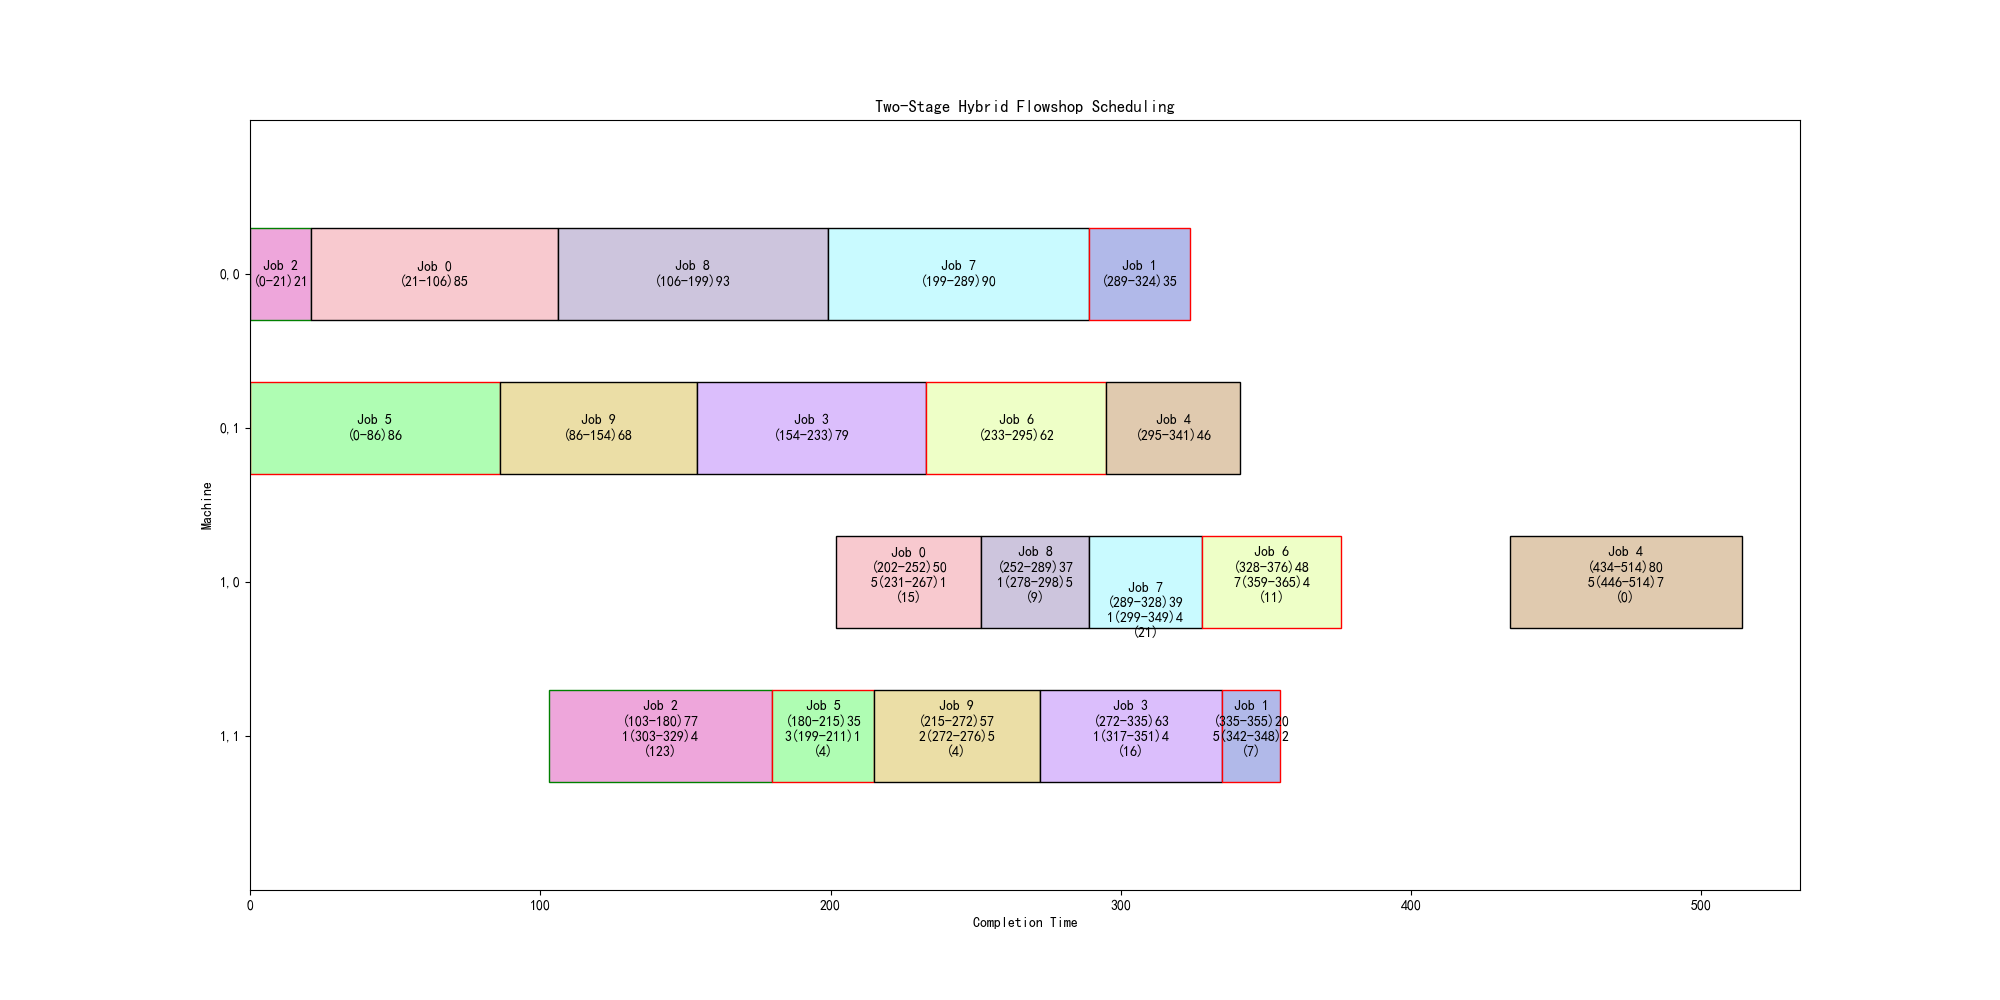 Two-Stage Hybrid Flowshop Scheduling
0,0
Job 2
(0-21)21
Job 0
(21-106)85
Job 8
(106-199)93
Job 7
(199-289)90
Job 1
(289-324)35
0,1
Job 5
(0-86)86
Job 9
(86-154)68
Job 3
(154-233)79
Job 6
(233-295)62
Job 4
(295-341)46
Machine
1,0
Job 0
(202-252)50
5(231-267)1
(15)
Job 8
(252-289)37
1(278-298)5
(9)
Job 7
(289-328)39
1(299-349)4
(21)
Job 6
(328-376)48
7(359-365)4
(11)
Job 4
(434-514)80
5(446-514)7
(0)
1,1
Job 2
(103-180)77
1(303-329)4
(123)
Job 5
(180-215)35
3(199-211)1
(4)
Job 9
(215-272)57
2(272-276)5
(4)
Job 3
(272-335)63
1(317-351)4
(16)
Job 1
(335-355)20
5(342-348)2
(7)
0
100
200
300
400
500
Completion Time